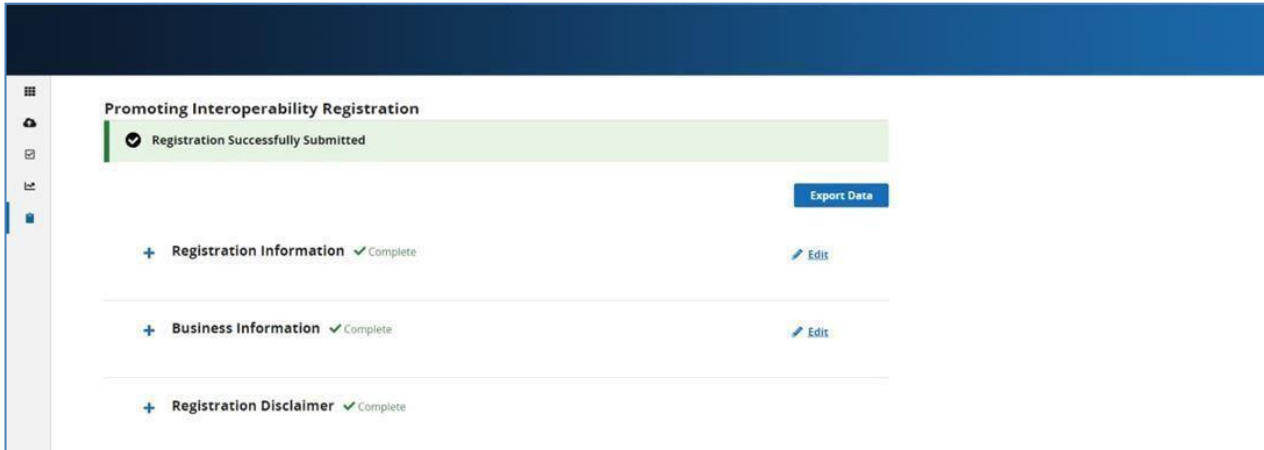 Promoting Interoperability Registration
Registration Successfully Submitted
Export Data
Registration Information Complete Edit
Business Information Complete Edit
Registration Disclaimer Complete